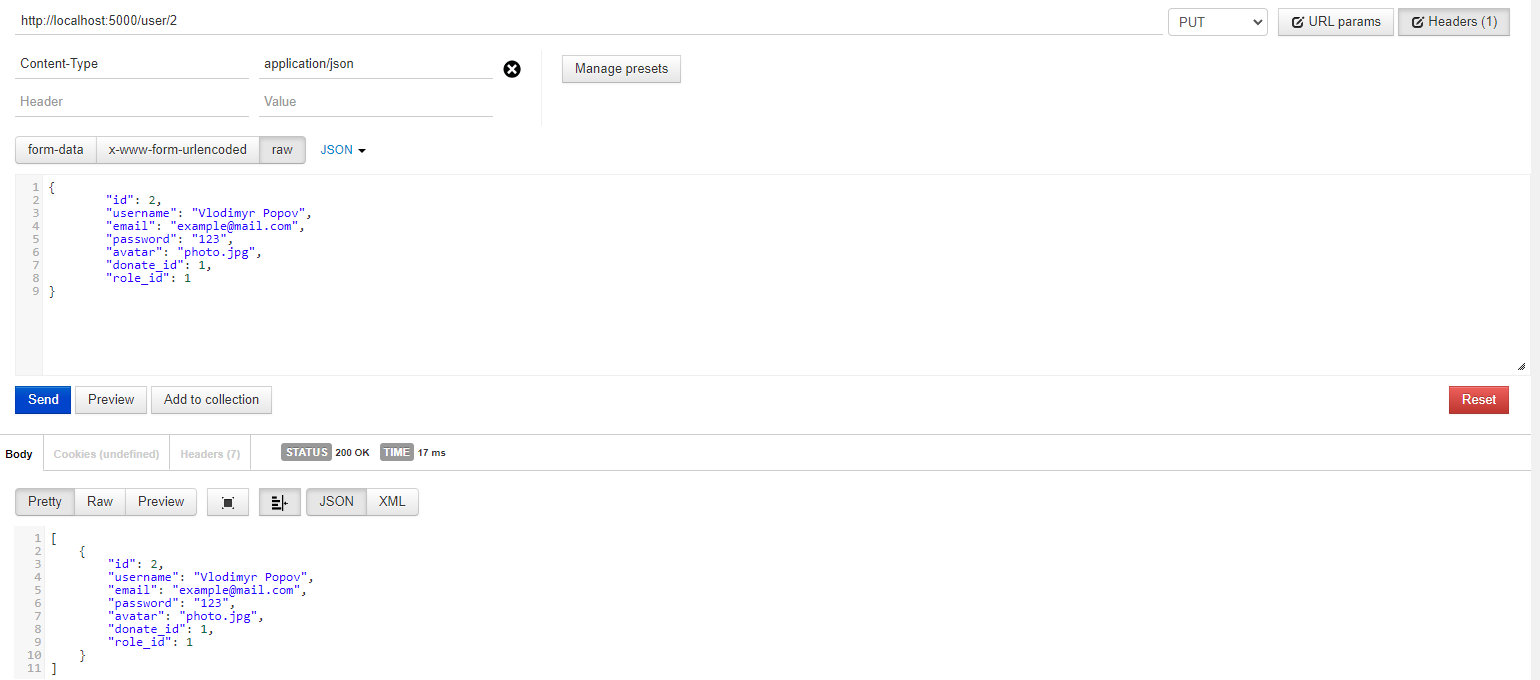 http://localhost:5000/user/2 PUT URL params Headers (1)
Content-Type application/json Manage presets
Header Value
form-data x-www-form-urlencoded raw JSON
1 {
2 "id": 2,
3 "username": "Vlodimyr Popov",
4 "email": "example@mail.com",
5 "password": "123",
6 "avatar": "photo.jpg",
7 "donate_id": 1,
8 "role_id": 1
9 }
Send Preview Add to collection Reset
Body Cookies (undefined) Headers (7) STATUS 200 OK TIME 17 ms
Pretty Raw Preview JSON XML
1 [
2 {
3 "id": 2,
4 "username": "Vlodimyr Popov",
5 "email": "example@mail.com",
6 "password": "123",
7 "avatar": "photo.jpg",
8 "donate_id": 1,
9 "role_id": 1
10 }
11 ]